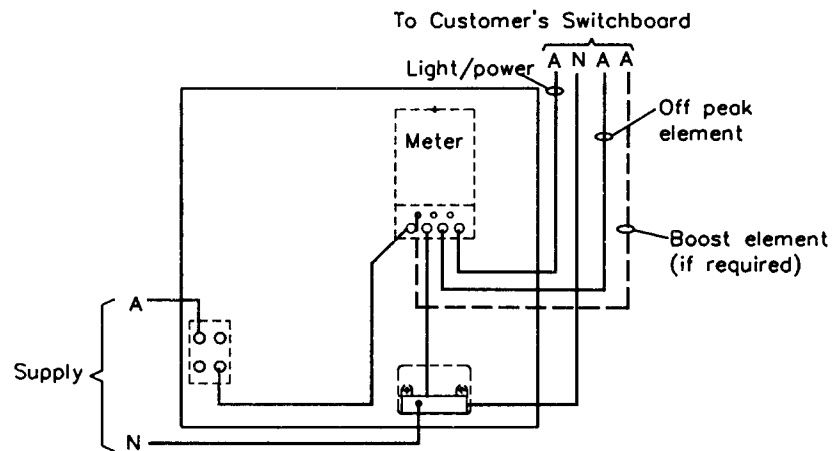 To Customer's Switchboard
A N A A
Light/power
Off peak
element
Meter
Boost element
(if required)
A
Supply
N